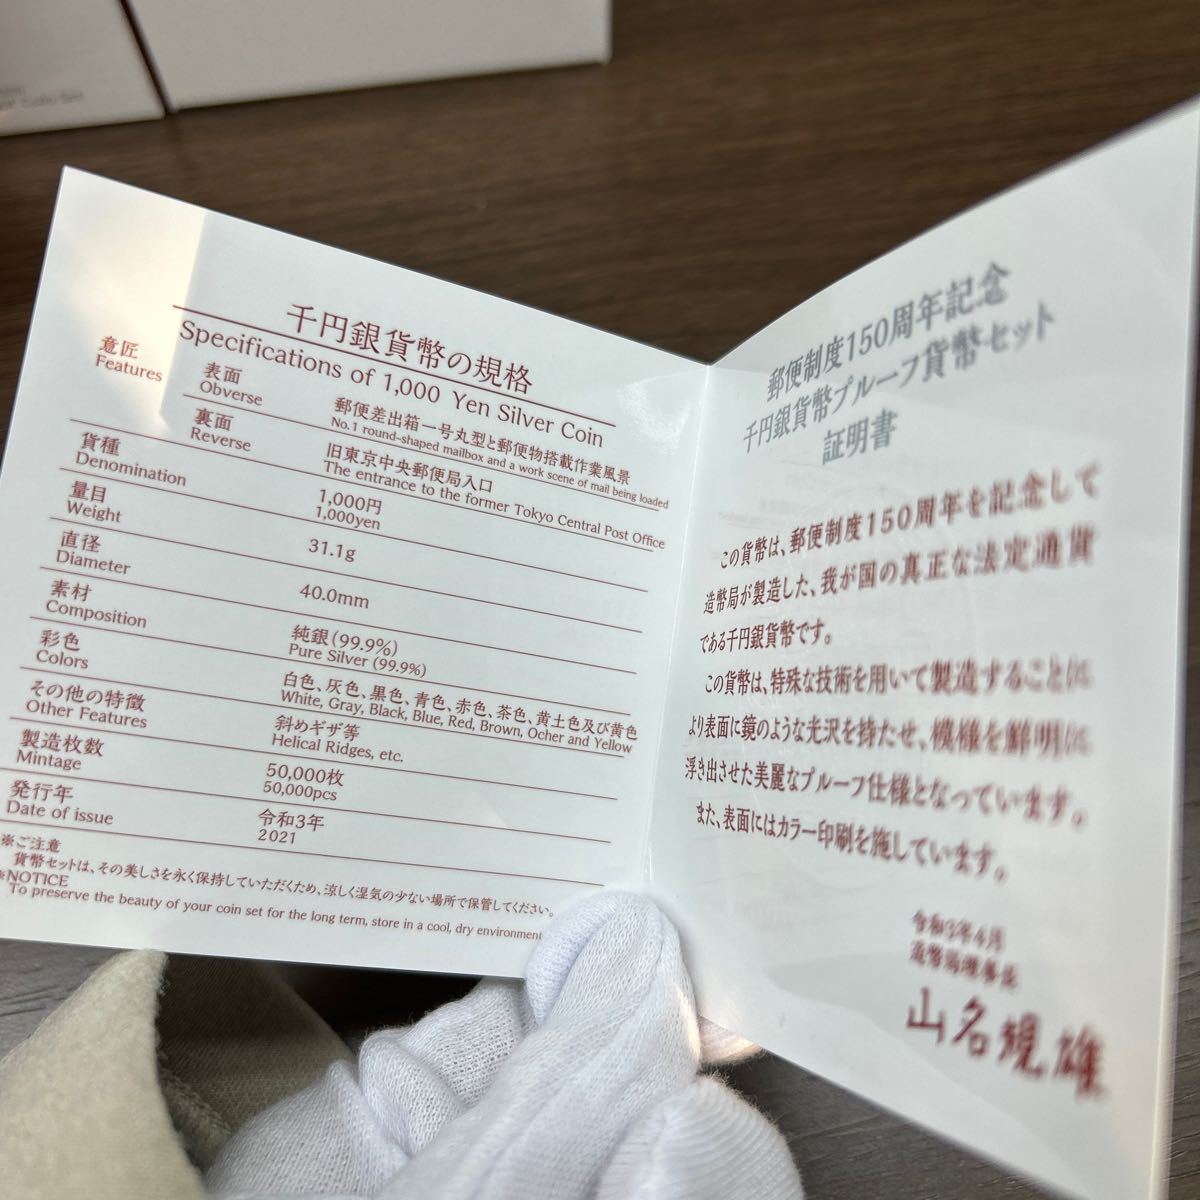 千円銀貨幣の規格
Specifications of 1,000 Yen Silver Coin
意匠
Features
表面
Obverse
郵便差出箱一号丸型と郵便物搭載作業風景
No.1 round-shaped mailbox and a work scene of mail being loaded
裏面
Reverse
旧東京中央郵便局入口
The entrance to the former Tokyo Central Post Office
貨種
Denomination
1,000円
1,000yen
量目
Weight
31.1g
直径
Diameter
40.0mm
素材
Composition
純銀(99.9%)
Pure Silver (99.9%)
彩色
Colors
白色、灰色、黒色、青色、赤色、茶色、黄土色及び黄色
White, Gray, Black, Blue, Red, Brown, Ocher and Yellow
その他の特徴
Other Features
斜めギザ等
Helical Ridges, etc.
製造枚数
Mintage
50,000枚
50,000pcs
発行年
Date of issue
令和3年
2021
※ご注意
貨幣セットは、その美しさを永く保持していただくため、涼しく湿気の少ない場所で保管してください。
※NOTICE
To preserve the beauty of your coin set for the long term, store in a cool, dry environment
郵便制度150周年記念
千円銀貨幣プルーフ貨幣セット
証明書
この貨幣は、郵便制度150周年を記念して
造幣局が製造した、我が国の真正な法定通貨
である千円銀貨幣です。
この貨幣は、特殊な技術を用いて製造することに
より表面に鏡のような光沢を持たせ、模様を鮮明に
浮き出させた美麗なプルーフ仕様となっています。
また、表面にはカラー印刷を施しています。
令和3年4月
造幣局理事長
山名規雄